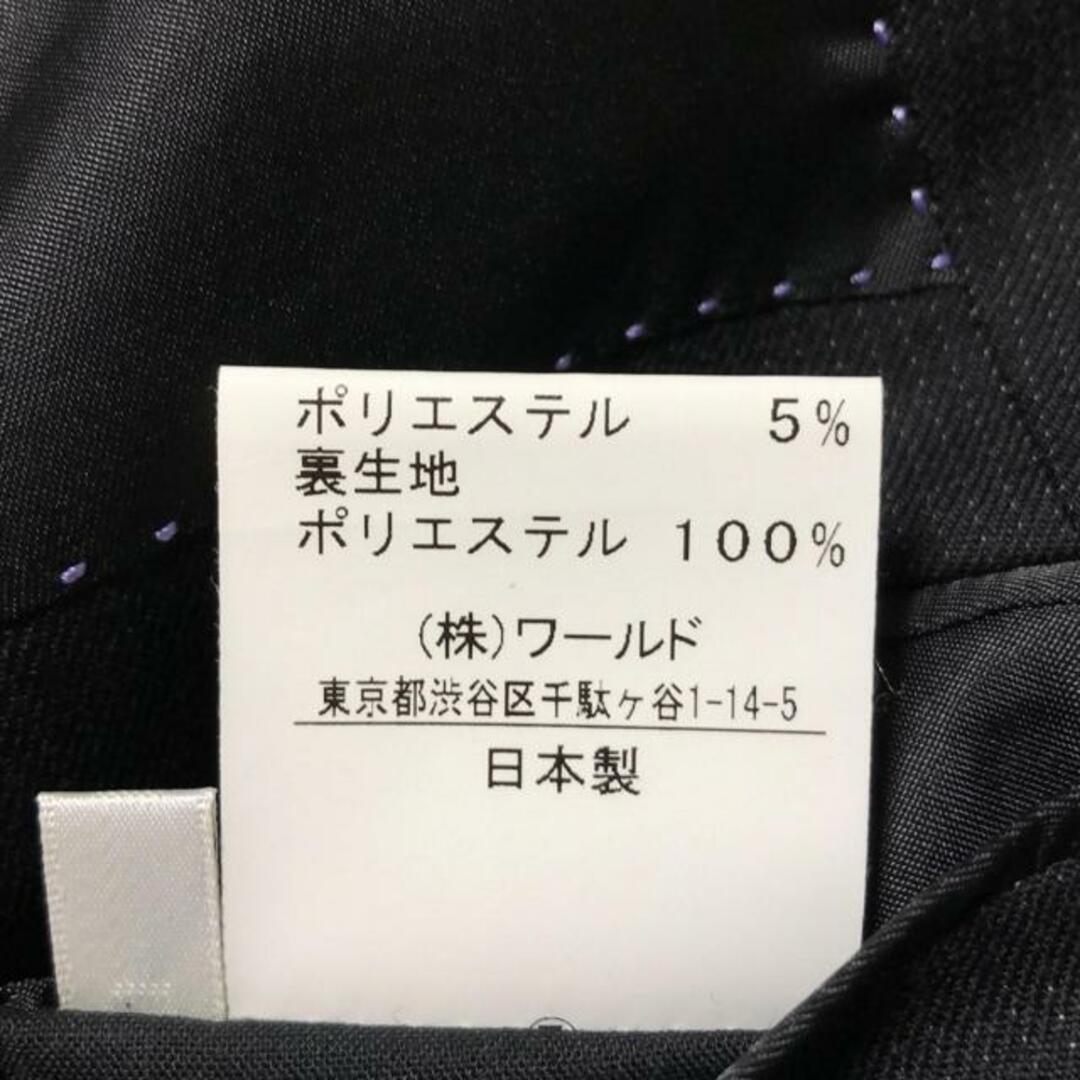 ポリエステル　5%
裏生地
ポリエステル 100%
(株)ワールド
東京都渋谷区千駄ヶ谷1-14-5
日本製